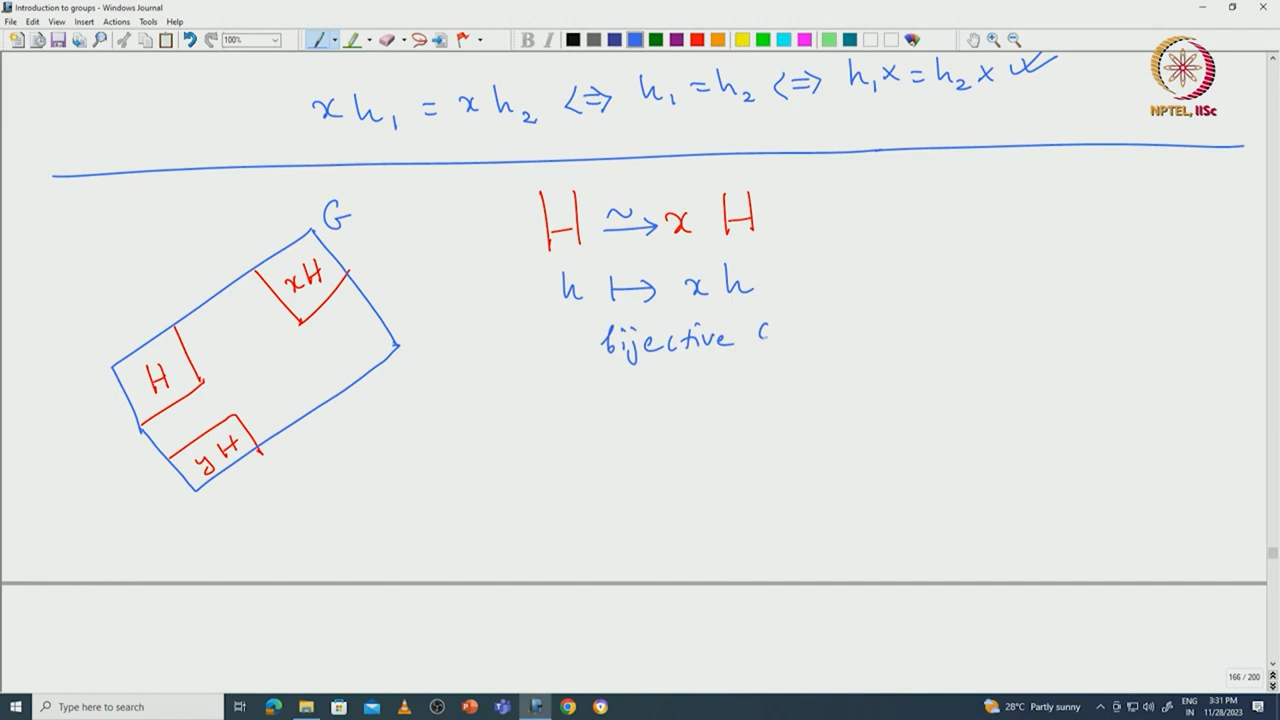 Introduction to groups - Windows Journal
File Edit View Insert Actions Tools Help
100%
B I
NPTEL, IISc
x h₁ = x h₂ ⇔ h₁ = h₂ ⇔ h₁x = h₂x ✓
G
H ⥲ x H
xH
h ↦ x h
bijective
H
yH
166 / 200
Type here to search
28°C Partly sunny
ENG
IN
3:31 PM
11/28/2023